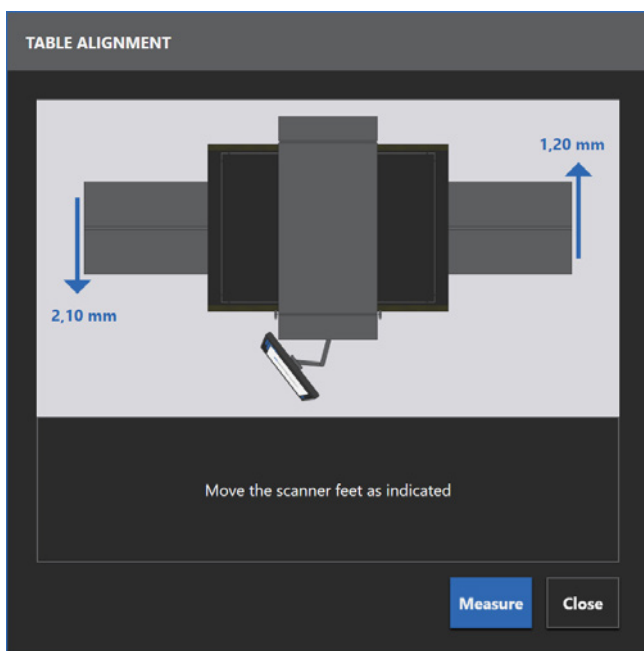 TABLE ALIGNMENT
1,20 mm
2,10 mm
Move the scanner feet as indicated
Measure
Close